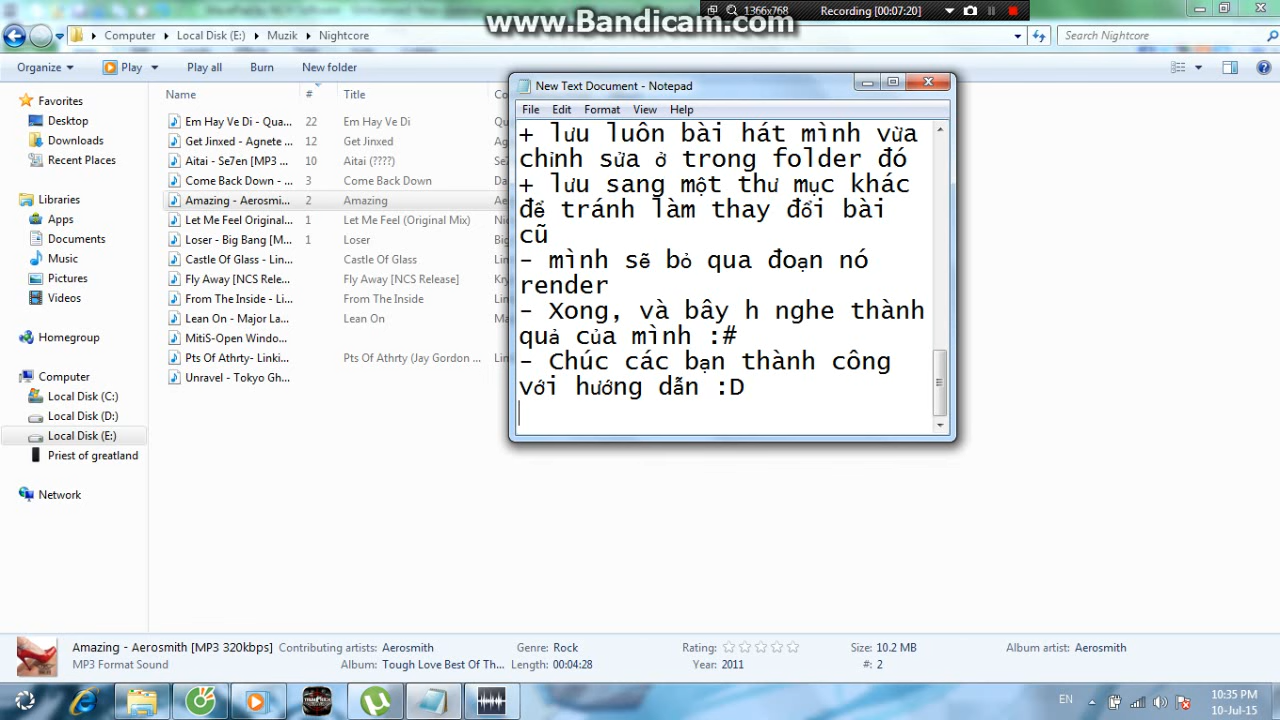 www.Bandicam.com
1366x768
Recording [00:07:20]
Computer
Local Disk (E:)
Muzik
Nightcore
Search Nightcore
Organize
Play
Play all
Burn
New folder
Name
#
Title
Favorites
Desktop
Downloads
Recent Places
Libraries
Apps
Documents
Music
Pictures
Videos
Homegroup
Computer
Local Disk (C:)
Local Disk (D:)
Local Disk (E:)
Priest of greatland
Network
Em Hay Ve Di - Qua... 22 Em Hay Ve Di
Get Jinxed - Agnete ... 12 Get Jinxed
Aitai - Se7en [MP3 ... 10 Aitai (????)
Come Back Down - ... 3 Come Back Down
Amazing - Aerosmi... 2 Amazing
Let Me Feel Original... 1 Let Me Feel (Original Mix)
Loser - Big Bang [M... 1 Loser
Castle Of Glass - Lin... Castle Of Glass
Fly Away [NCS Rele... Fly Away [NCS Release]
From The Inside - Li... From The Inside
Lean On - Major La... Lean On
MitiS-Open Windo...
Pts Of Athrty- Linki... Pts Of Athrty (Jay Gordon ...
Unravel - Tokyo Gh...
New Text Document - Notepad
File Edit Format View Help
+ lưu luôn bài hát mình vừa
chỉnh sửa ở trong folder đó
+ lưu sang một thư mục khác
để tránh làm thay đổi bài
cũ
- mình sẽ bỏ qua đoạn nó
render
- Xong, và bây h nghe thành
quả của mình :#
- Chúc các bạn thành công
với hướng dẫn :D
Amazing - Aerosmith [MP3 320kbps]
MP3 Format Sound
Contributing artists: Aerosmith
Album: Tough Love Best Of Th...
Genre: Rock
Length: 00:04:28
Rating:
Year: 2011
Size: 10.2 MB
#: 2
Album artist: Aerosmith
EN
10:35 PM
10-Jul-15